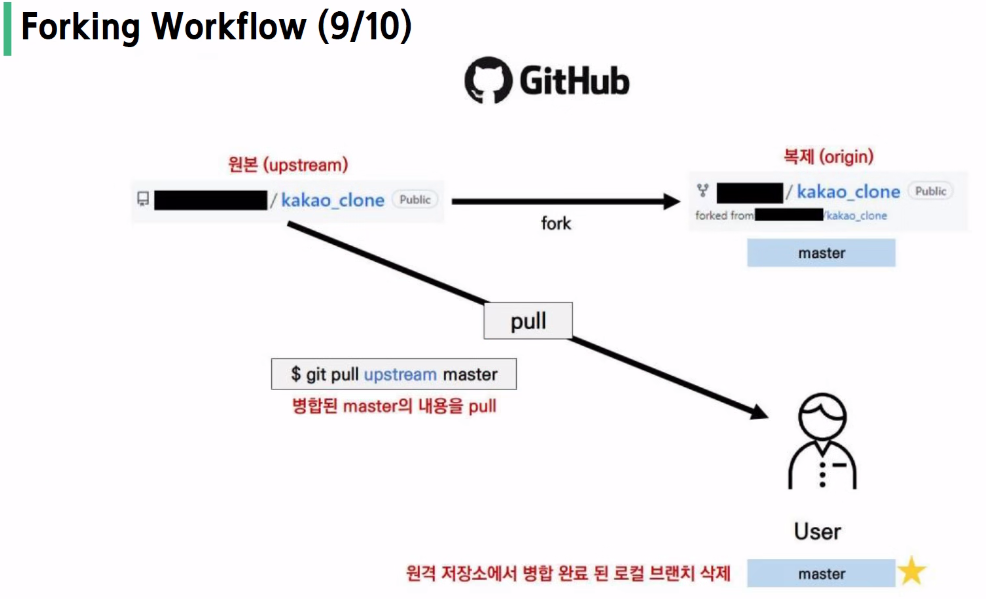 Forking Workflow (9/10)
GitHub
원본 (upstream)
/ kakao_clone Public
fork
복제 (origin)
/ kakao_clone Public
forked from /kakao_clone
master
pull
$ git pull upstream master
병합된 master의 내용을 pull
User
원격 저장소에서 병합 완료 된 로컬 브랜치 삭제
master